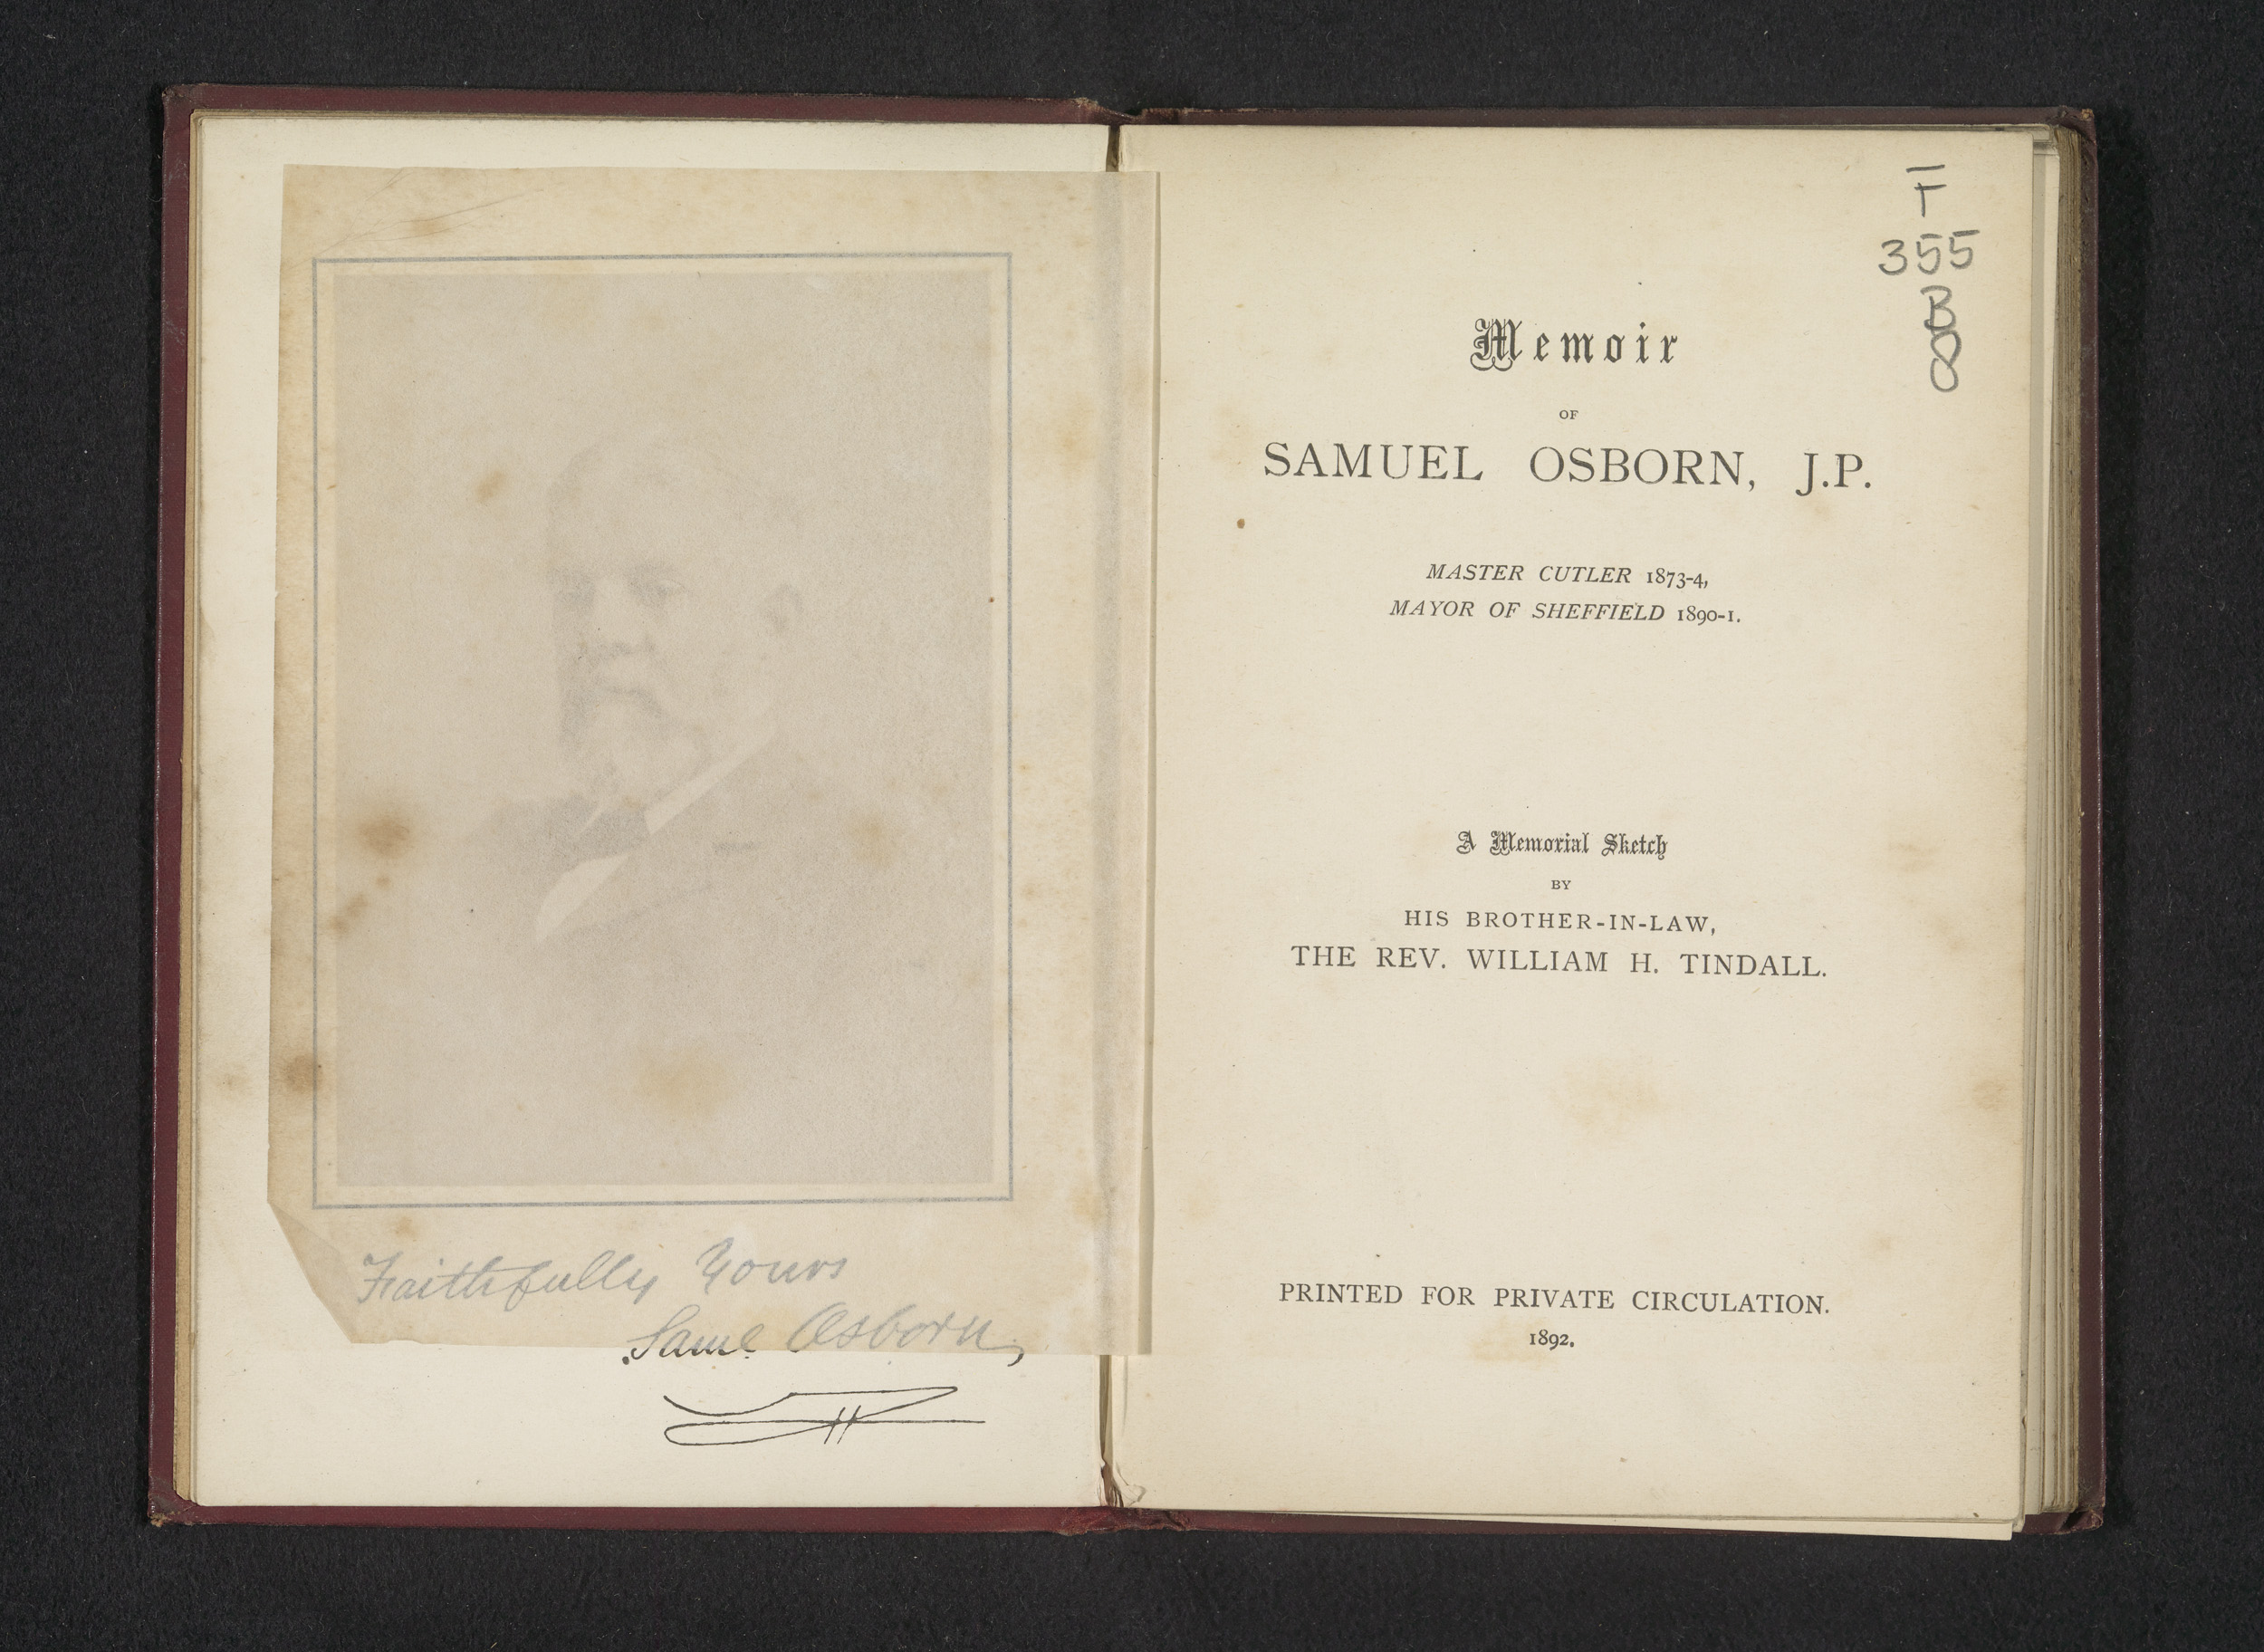 Faithfully Yours
Saml Osborn,
T
355
B
8
Memoir
OF
SAMUEL OSBORN, J.P.
MASTER CUTLER 1873-4,
MAYOR OF SHEFFIELD 1890-1.
A Memorial Sketch
BY
HIS BROTHER-IN-LAW,
THE REV. WILLIAM H. TINDALL.
PRINTED FOR PRIVATE CIRCULATION.
1892.